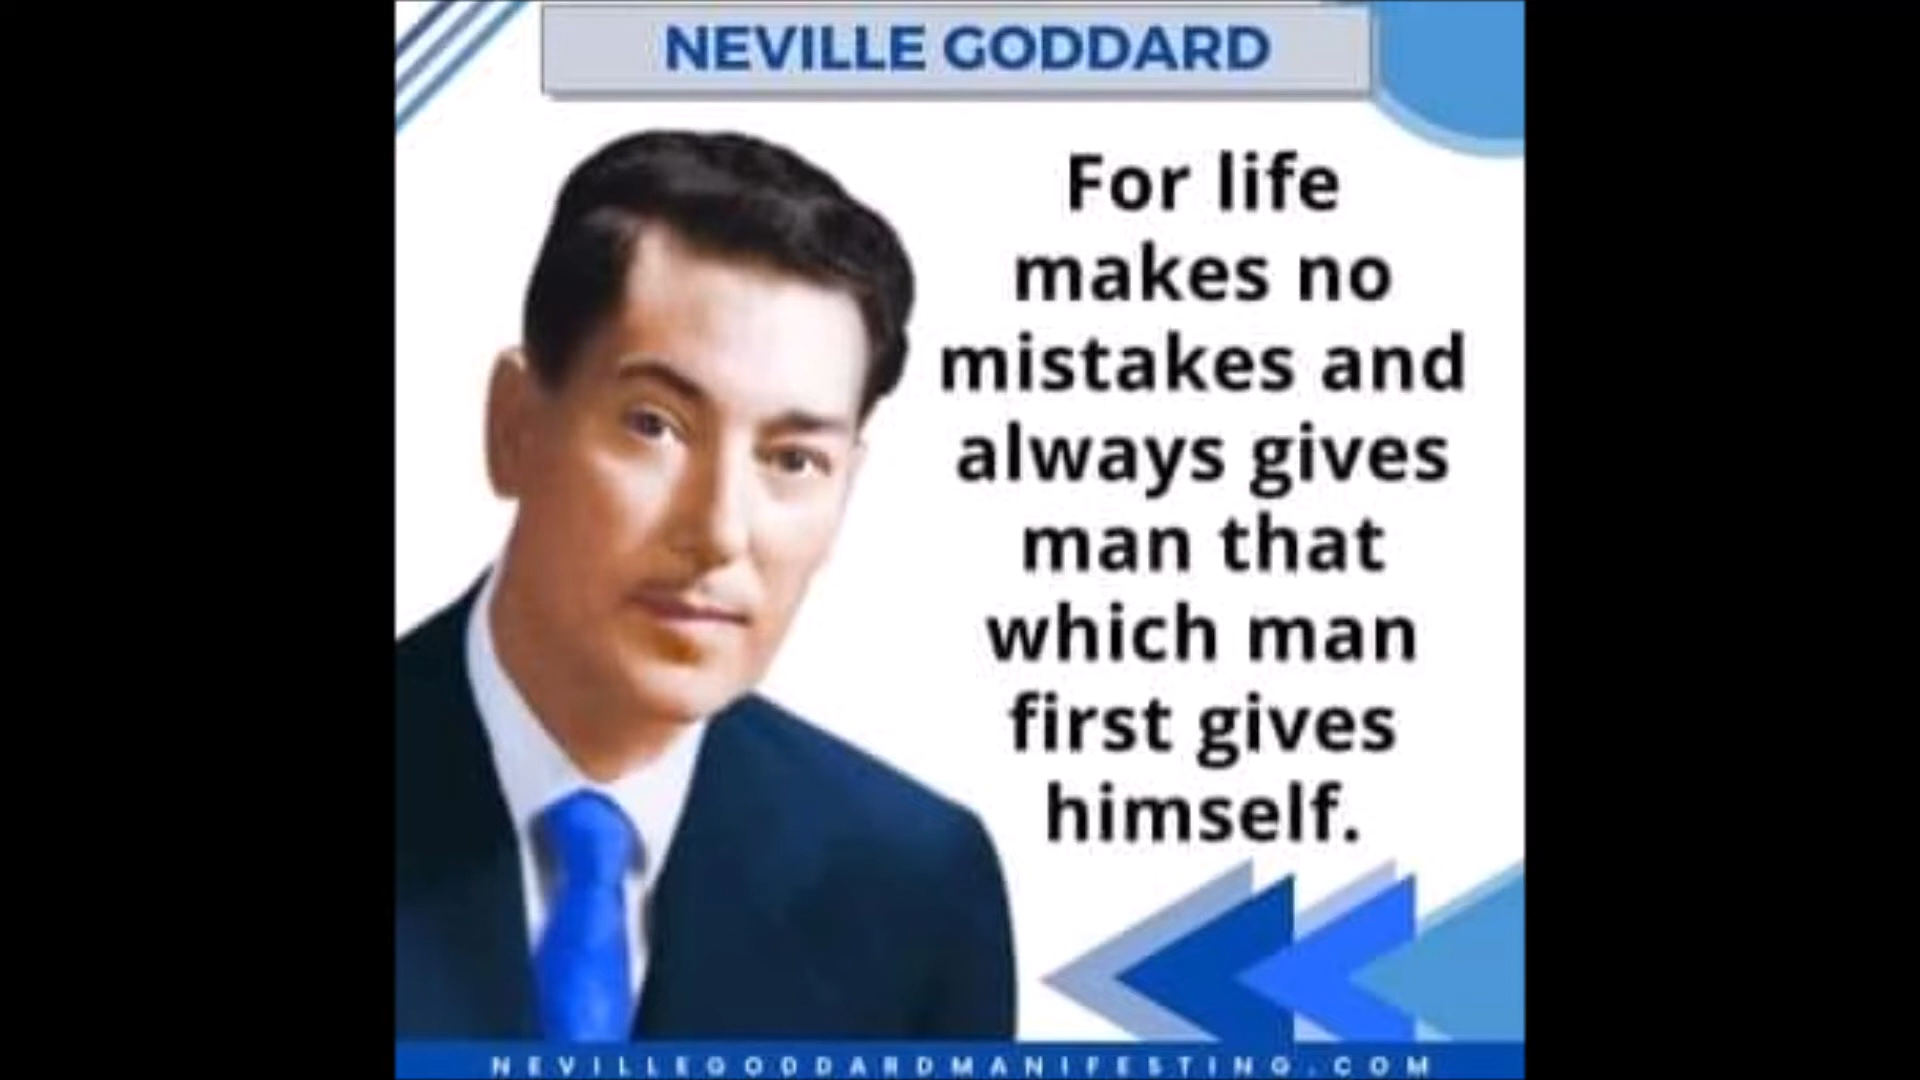 NEVILLE GODDARD
For life
makes no
mistakes and
always gives
man that
which man
first gives
himself.
NEVILLEGODDARDMANIFESTING.COM